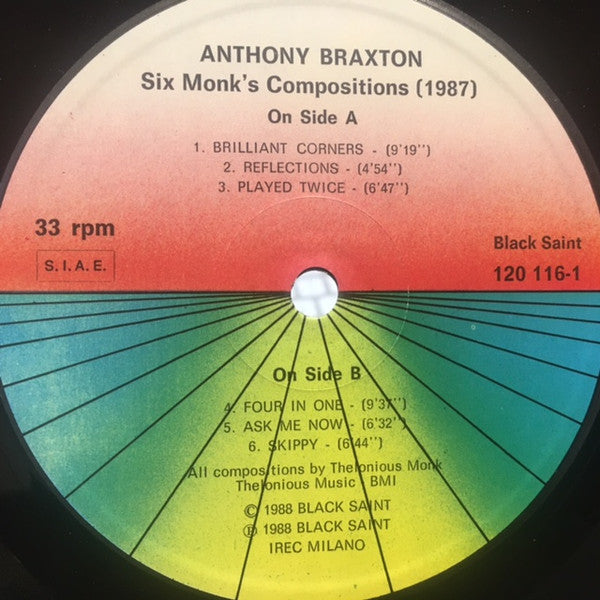 ANTHONY BRAXTON
Six Monk's Compositions (1987)
On Side A
1. BRILLIANT CORNERS - (9'19'')
2. REFLECTIONS - (4'54'')
3. PLAYED TWICE - (6'47'')
33 rpm
S.I.A.E.
Black Saint
120 116-1
On Side B
4. FOUR IN ONE - (9'37'')
5. ASK ME NOW - (6'32'')
6. SKIPPY - (6'44'')
All compositions by Thelonious Monk
Thelonious Music - BMI
© 1988 BLACK SAINT
℗ 1988 BLACK SAINT
IREC MILANO